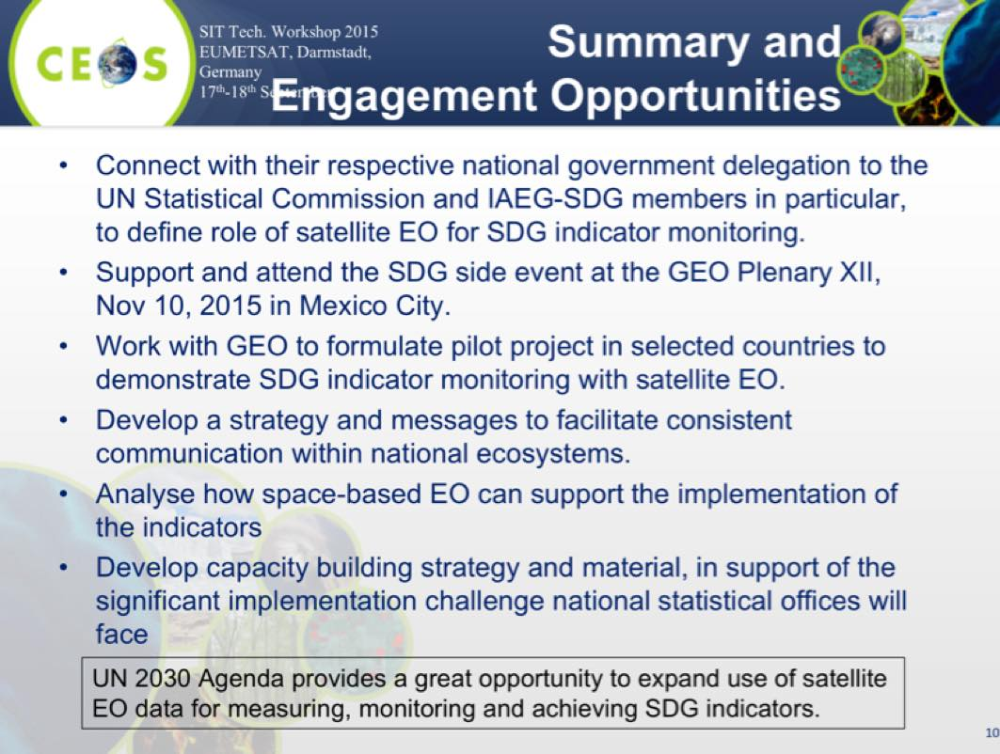 CEOS
SIT Tech. Workshop 2015
EUMETSAT, Darmstadt,
Germany
17th-18th September
Summary and
Engagement Opportunities
• Connect with their respective national government delegation to the
UN Statistical Commission and IAEG-SDG members in particular,
to define role of satellite EO for SDG indicator monitoring.
• Support and attend the SDG side event at the GEO Plenary XII,
Nov 10, 2015 in Mexico City.
• Work with GEO to formulate pilot project in selected countries to
demonstrate SDG indicator monitoring with satellite EO.
• Develop a strategy and messages to facilitate consistent
communication within national ecosystems.
• Analyse how space-based EO can support the implementation of
the indicators
• Develop capacity building strategy and material, in support of the
significant implementation challenge national statistical offices will
face
UN 2030 Agenda provides a great opportunity to expand use of satellite
EO data for measuring, monitoring and achieving SDG indicators.
10